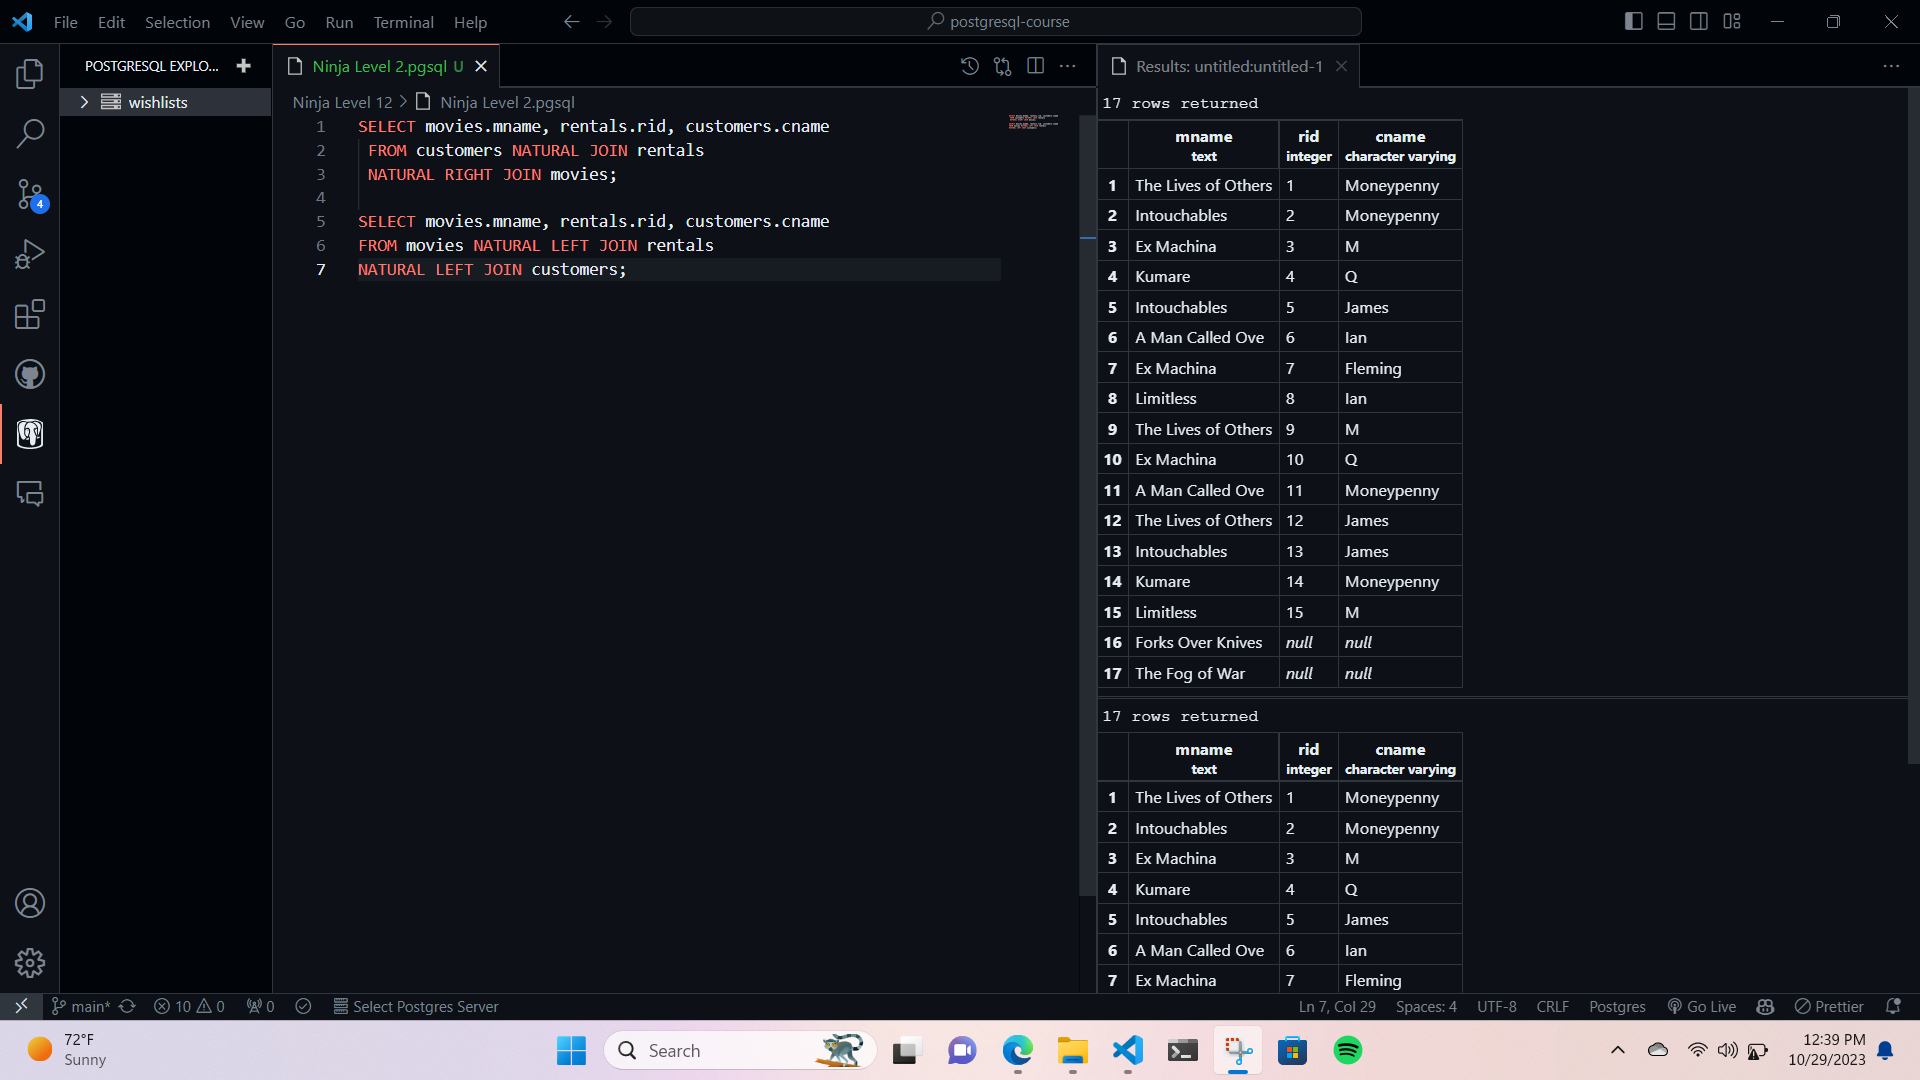 File Edit Selection View Go Run Terminal Help
postgresql-course
POSTGRESQL EXPLO...
wishlists
4
Ninja Level 2.pgsql U
Ninja Level 12 > Ninja Level 2.pgsql
1 SELECT movies.mname, rentals.rid, customers.cname
2 FROM customers NATURAL JOIN rentals
3 NATURAL RIGHT JOIN movies;
4
5 SELECT movies.mname, rentals.rid, customers.cname
6 FROM movies NATURAL LEFT JOIN rentals
7 NATURAL LEFT JOIN customers;
Results: untitled:untitled-1
17 rows returned
mname rid cname
text integer character varying
1 The Lives of Others 1 Moneypenny
2 Intouchables 2 Moneypenny
3 Ex Machina 3 M
4 Kumare 4 Q
5 Intouchables 5 James
6 A Man Called Ove 6 Ian
7 Ex Machina 7 Fleming
8 Limitless 8 Ian
9 The Lives of Others 9 M
10 Ex Machina 10 Q
11 A Man Called Ove 11 Moneypenny
12 The Lives of Others 12 James
13 Intouchables 13 James
14 Kumare 14 Moneypenny
15 Limitless 15 M
16 Forks Over Knives null null
17 The Fog of War null null
17 rows returned
mname rid cname
text integer character varying
1 The Lives of Others 1 Moneypenny
2 Intouchables 2 Moneypenny
3 Ex Machina 3 M
4 Kumare 4 Q
5 Intouchables 5 James
6 A Man Called Ove 6 Ian
7 Ex Machina 7 Fleming
main* 10 0 0 Select Postgres Server Ln 7, Col 29 Spaces: 4 UTF-8 CRLF Postgres Go Live Prettier
72°F
Sunny
Search
12:39 PM
10/29/2023